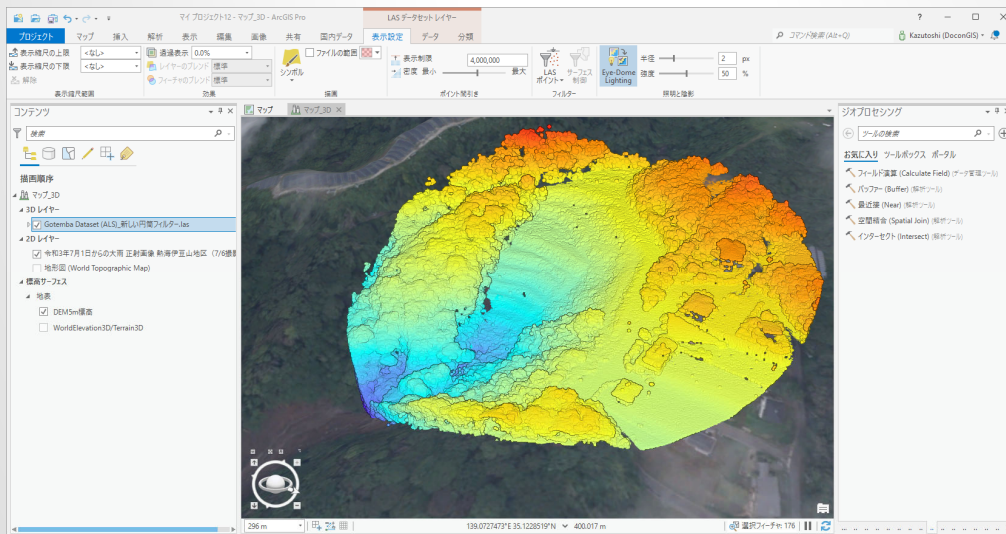 マイ プロジェクト12 - マップ_3D - ArcGIS Pro
LAS データセット レイヤー
? − □ ×
プロジェクト マップ 挿入 解析 表示 編集 画像 共有 国内データ 表示設定 データ 分類
コマンド検索 (Alt+Q)
Kazutoshi (DoconGIS)
表示縮尺の上限 <なし>
表示縮尺の下限 <なし>
解除
表示縮尺範囲
透過表示 0.0%
レイヤーのブレンド 標準
フィーチャのブレンド 標準
効果
シンボル
ファイルの範囲
描画
表示制限 4,000,000
密度 最小 最大
ポイント間引き
LAS ポイント
サーフェス制御
フィルター
Eye-Dome Lighting
半径 2 px
強度 50 %
照明と陰影
コンテンツ
検索
描画順序
マップ_3D
3D レイヤー
Gotemba Dataset (ALS)_新しい円筒フィルター.las
2D レイヤー
令和3年7月1日からの大雨 正射画像 熱海伊豆山地区 (7/6撮影
地形図 (World Topographic Map)
標高サーフェス
地表
DEM5m標高
WorldElevation3D/Terrain3D
マップ マップ_3D ×
296 m
139.0727473°E 35.1228519°N 400.017 m
選択フィーチャ: 176
ジオプロセシング
ツールの検索
お気に入り ツールボックス ポータル
フィールド演算 (Calculate Field) (データ管理ツール)
バッファー (Buffer) (解析ツール)
最近接 (Near) (解析ツール)
空間結合 (Spatial Join) (解析ツール)
インターセクト (Intersect) (解析ツール)